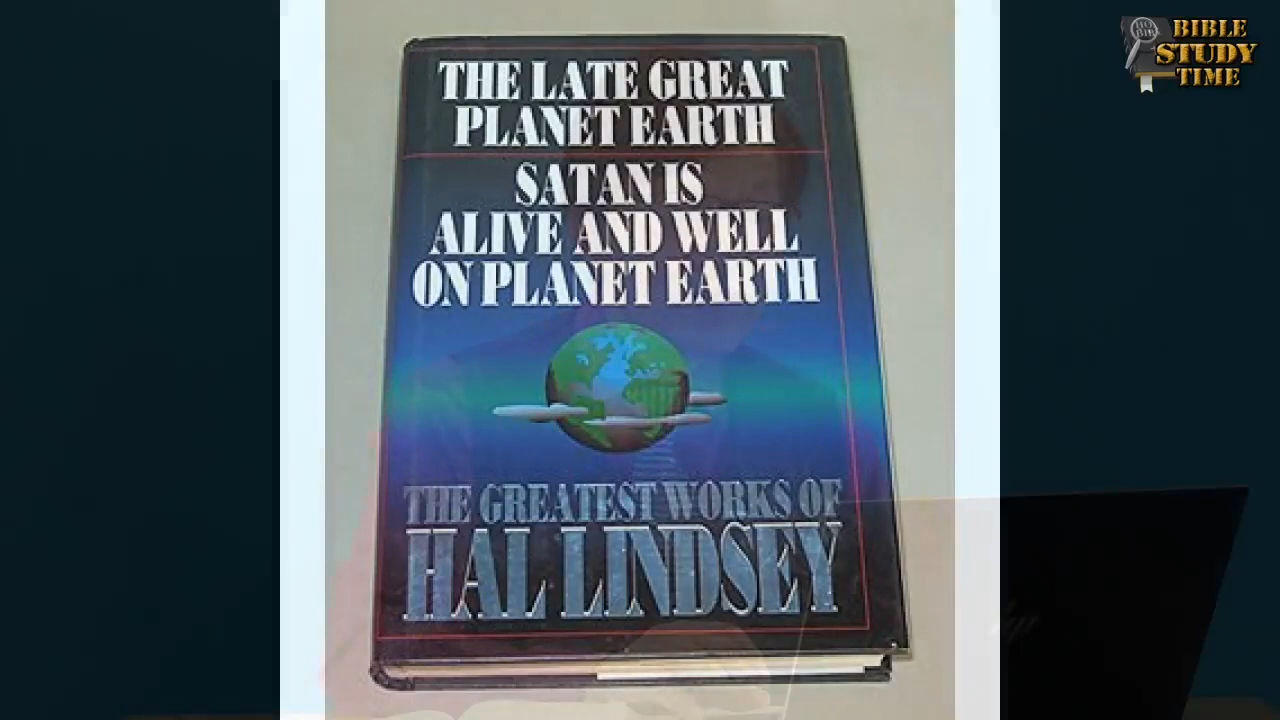 THE LATE GREAT
PLANET EARTH
SATAN IS
ALIVE AND WELL
ON PLANET EARTH
THE GREATEST WORKS OF
HAL LINDSEY
BIBLE
STUDY
TIME